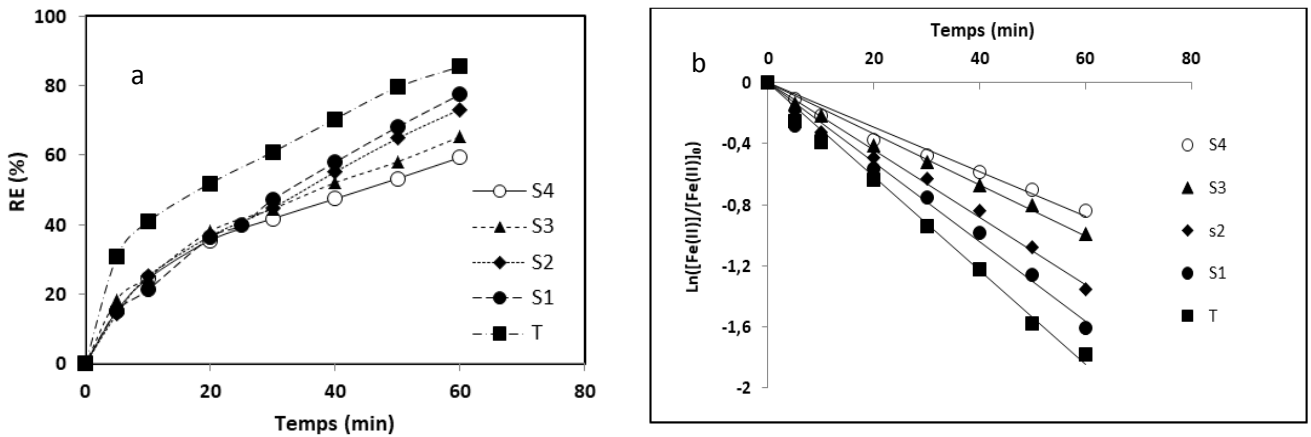 a
RE (%)
100
80
60
40
20
0
0 20 40 60 80
Temps (min)
S4
S3
S2
S1
T
b
Temps (min)
0 20 40 60 80
Ln([Fe(II)]/[Fe(II)]₀)
0
-0,4
-0,8
-1,2
-1,6
-2
S4
S3
s2
S1
T